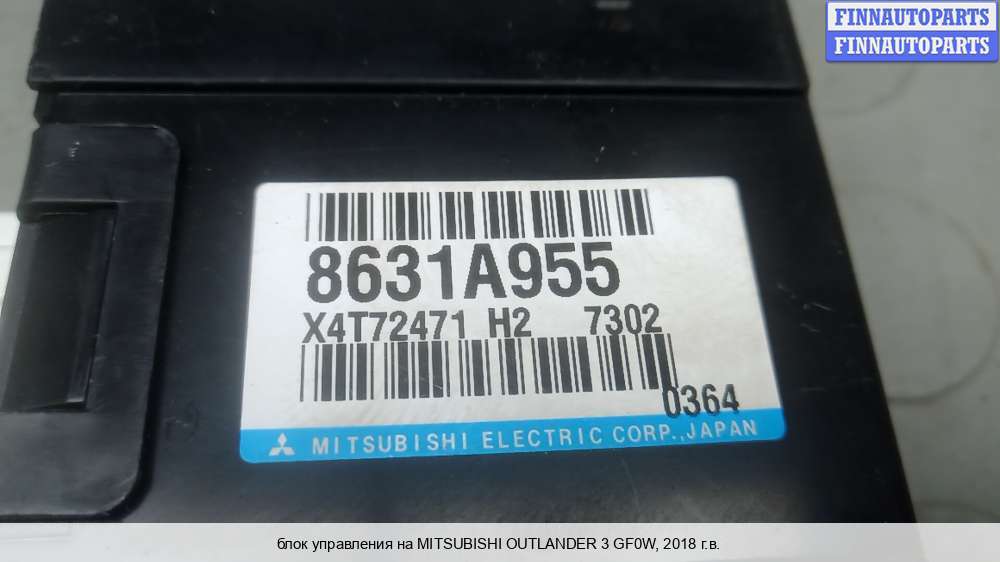 FINNAUTOPARTS
FINNAUTOPARTS
8631A955
X4T72471 H2 7302
0364
MITSUBISHI ELECTRIC CORP., JAPAN
блок управления на MITSUBISHI OUTLANDER 3 GF0W, 2018 г.в.